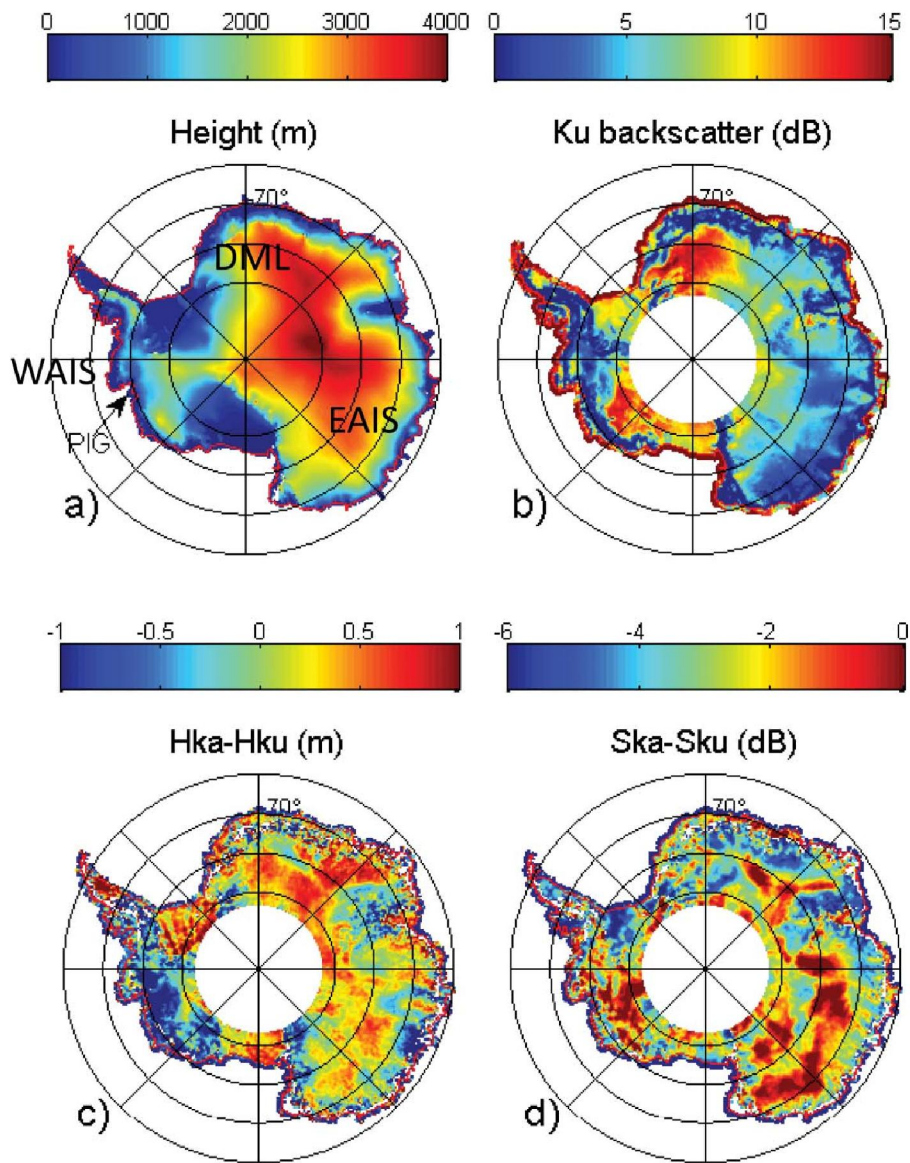 0 1000 2000 3000 4000
Height (m)
70°
DML
WAIS
PIG
EAIS
a)
0 5 10 15
Ku backscatter (dB)
70°
b)
-1 -0.5 0 0.5 1
Hka-Hku (m)
70°
c)
-6 -4 -2 0
Ska-Sku (dB)
70°
d)